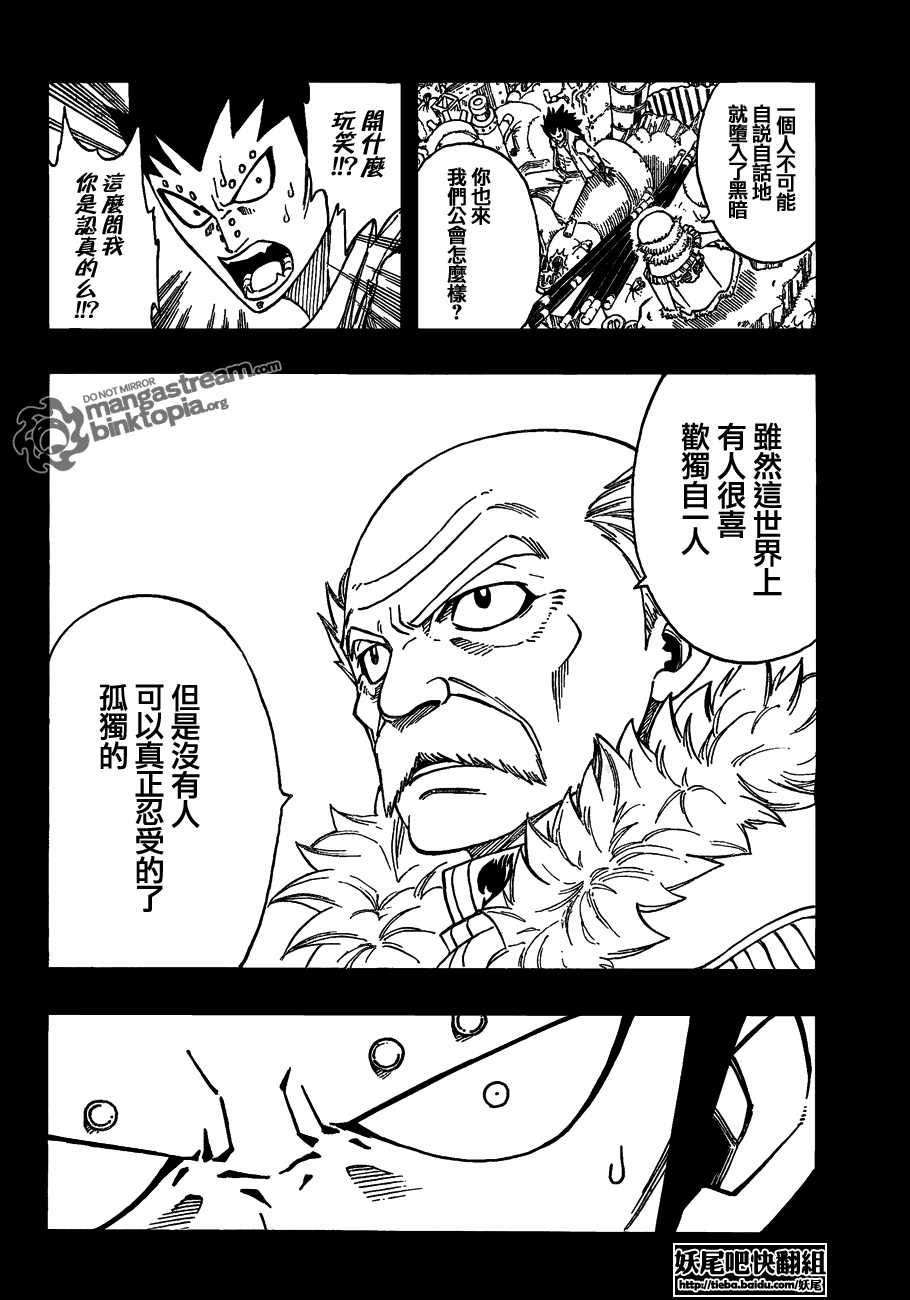 一個人不可能
自說自話地
就墮入了黑暗
你也來
我們公會怎麼樣？
開什麼
玩笑!!?
這麼問我
你是認真的么!!?
DO NOT MIRROR
mangastream.com
binktopia.org
雖然這世界上
有人很喜
歡獨自一人
但是沒有人
可以真正忍受的了
孤獨的
妖尾吧快翻組
http://tieba.baidu.com/妖尾